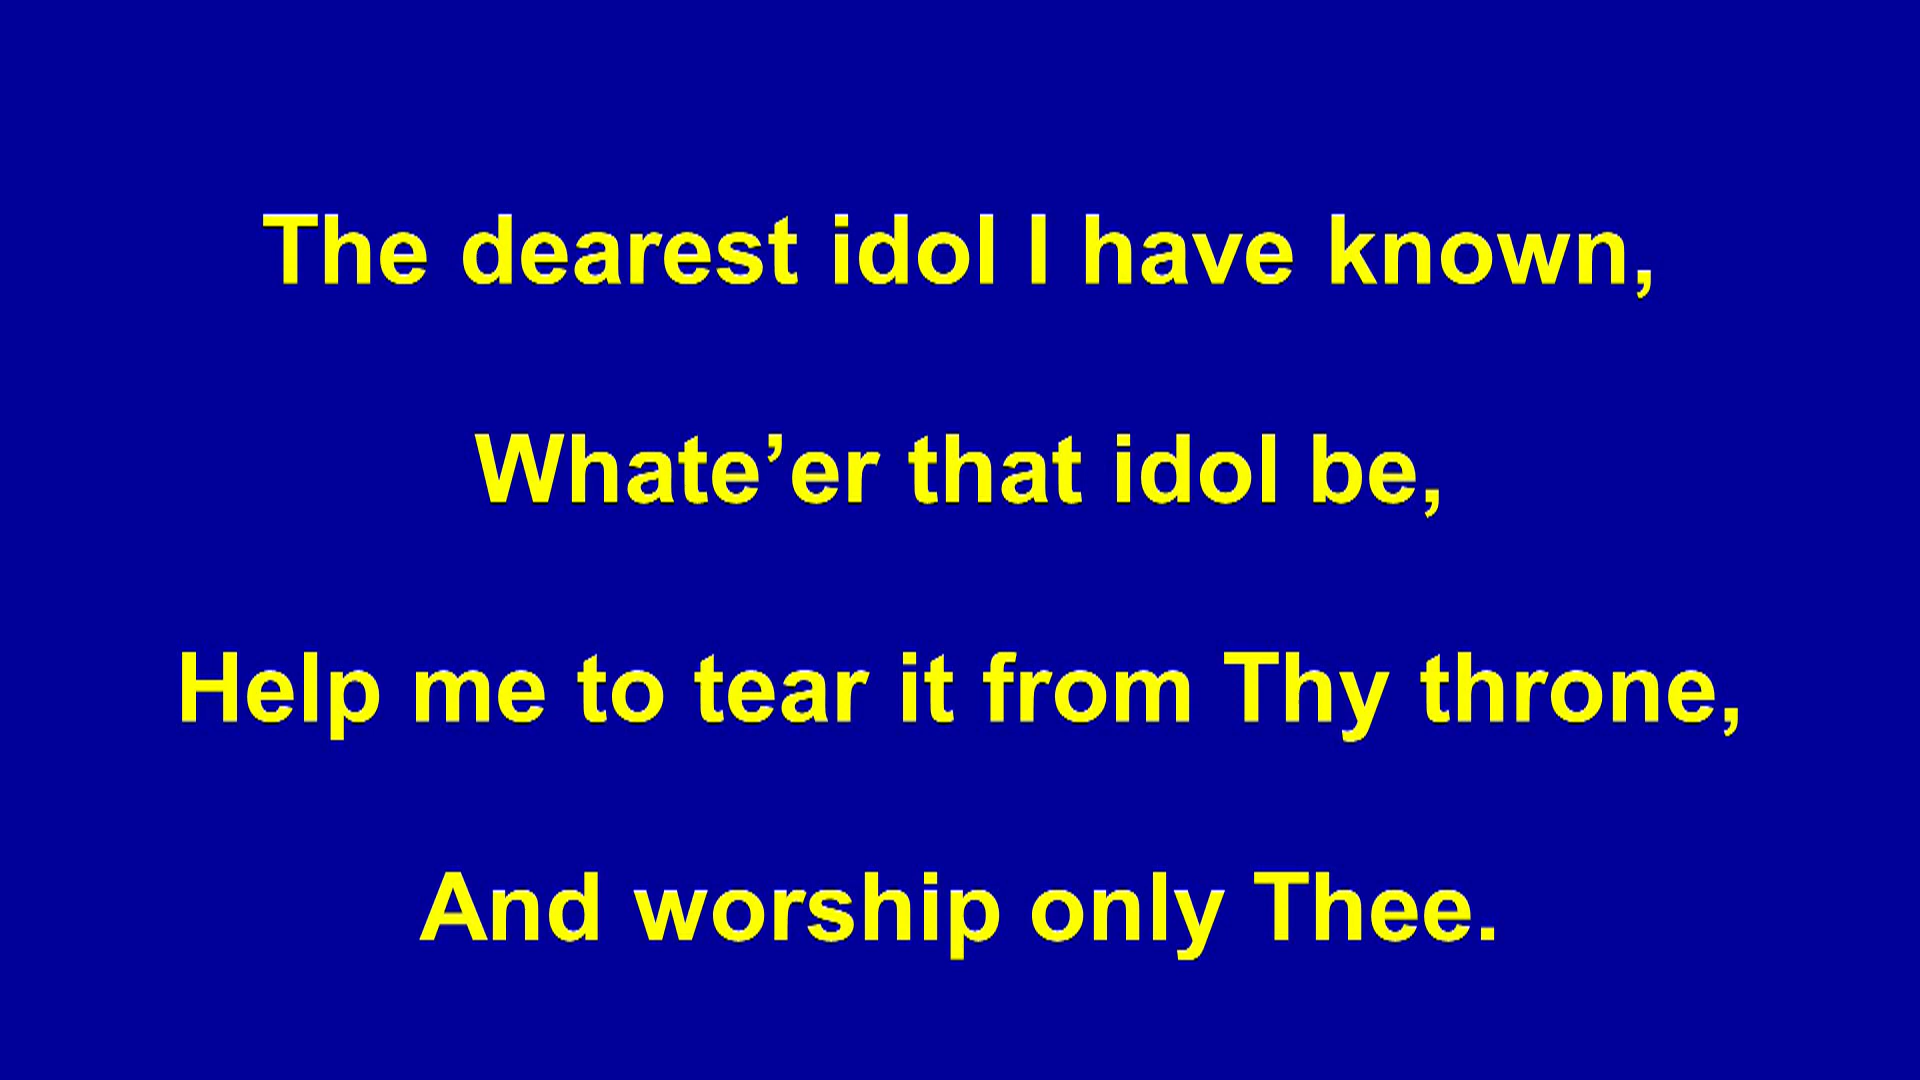 The dearest idol I have known,
Whate’er that idol be,
Help me to tear it from Thy throne,
And worship only Thee.